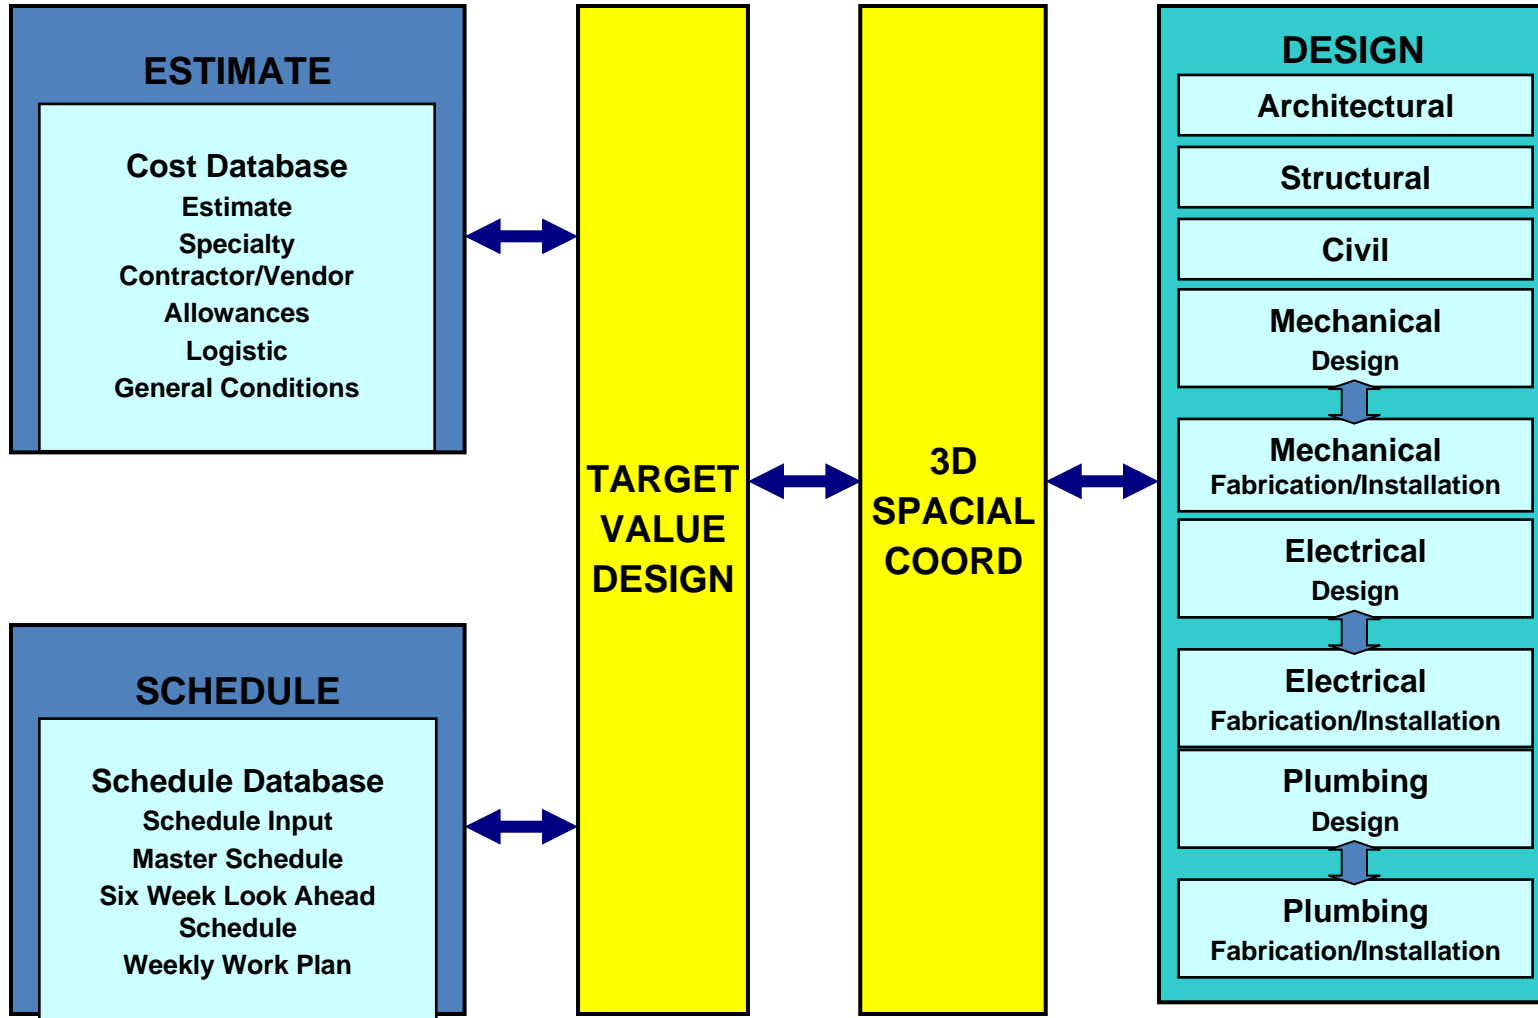 ESTIMATE
Cost Database
Estimate
Specialty
Contractor/Vendor
Allowances
Logistic
General Conditions
SCHEDULE
Schedule Database
Schedule Input
Master Schedule
Six Week Look Ahead
Schedule
Weekly Work Plan
TARGET
VALUE
DESIGN
3D
SPACIAL
COORD
DESIGN
Architectural
Structural
Civil
Mechanical
Design
Mechanical
Fabrication/Installation
Electrical
Design
Electrical
Fabrication/Installation
Plumbing
Design
Plumbing
Fabrication/Installation